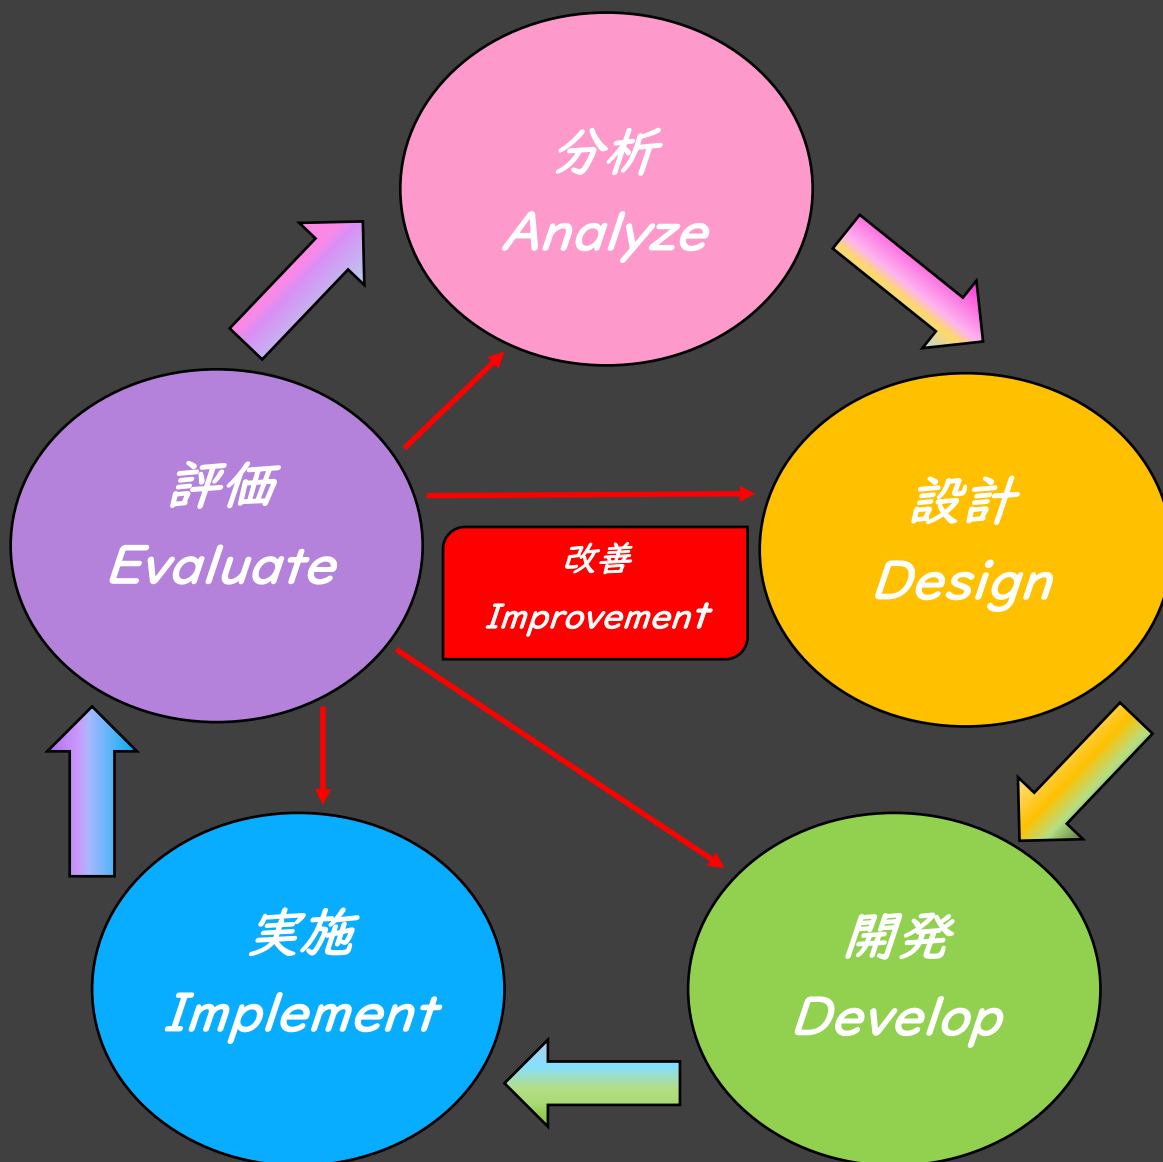 分析
Analyze
評価
Evaluate
設計
Design
改善
Improvement
実施
Implement
開発
Develop